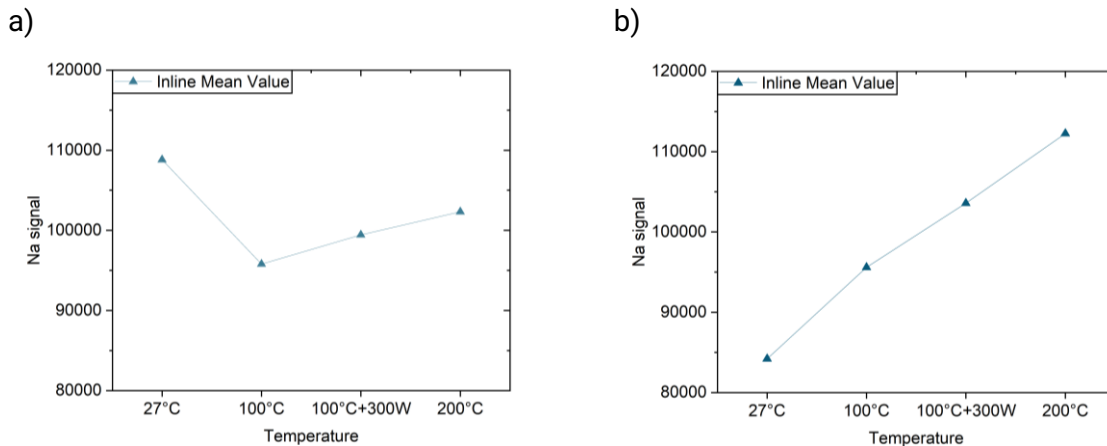 a)
Inline Mean Value
120000
110000
100000
90000
80000
Na signal
27°C 100°C 100°C+300W 200°C
Temperature
b)
Inline Mean Value
120000
110000
100000
90000
80000
Na signal
27°C 100°C 100°C+300W 200°C
Temperature